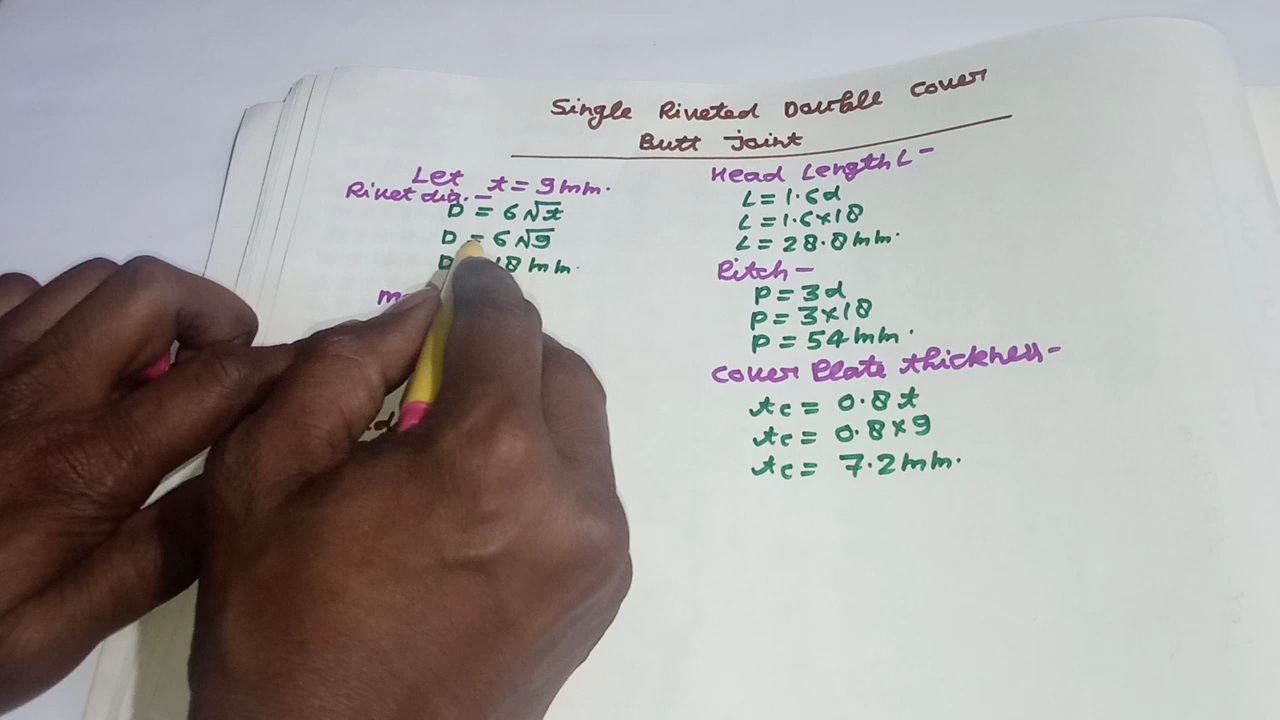 Single Riveted Double Cover
Butt joint
Let t = 9mm.
Rivet dia. -
D = 6√t
D = 6√9
D 18mm.
Head Length L -
L = 1.6d
L = 1.6×18
L = 28.8mm.
Pitch -
P = 3d
P = 3×18
P = 54mm.
Cover Plate thickness -
tc = 0.8t
tc = 0.8×9
tc = 7.2mm.